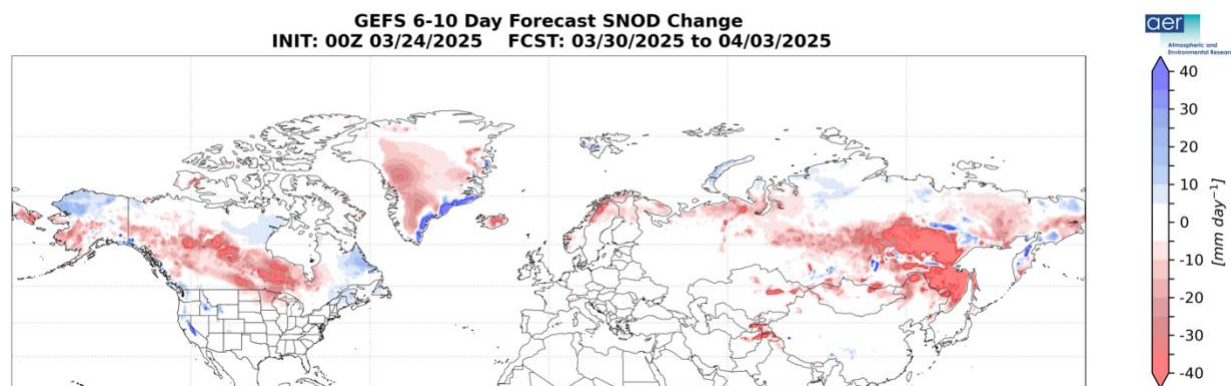 GEFS 6-10 Day Forecast SNOD Change
INIT: 00Z 03/24/2025 FCST: 03/30/2025 to 04/03/2025
aer
Atmospheric and
Environmental Resear
40
30
20
10
0
-10
-20
-30
-40
[mm day⁻¹]